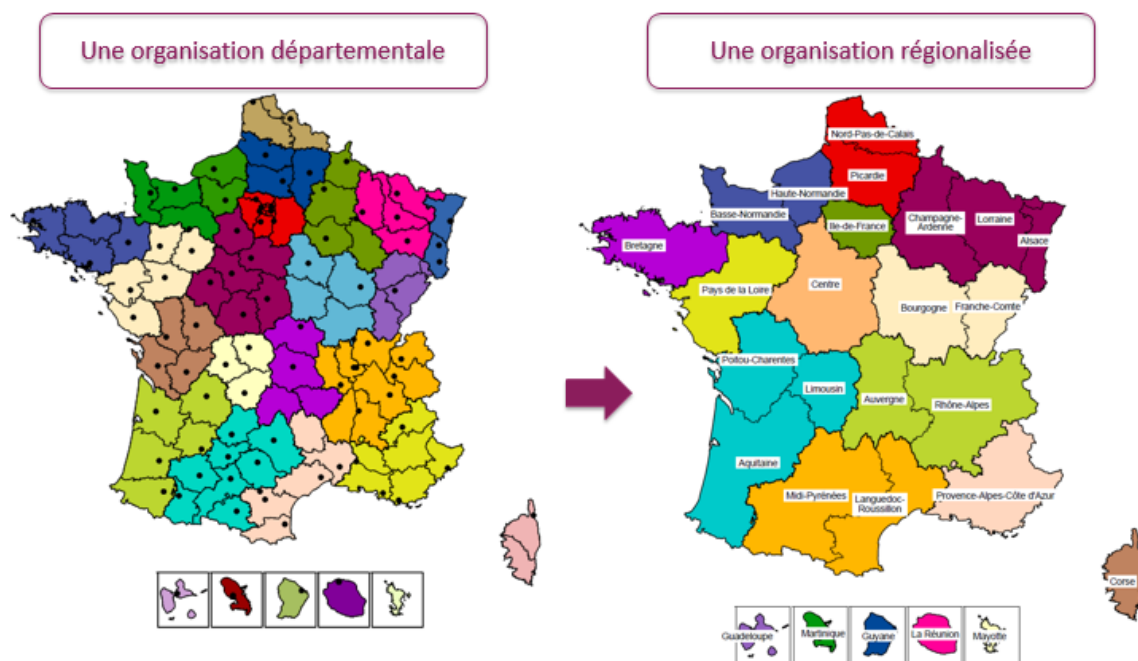 Une organisation départementale
Une organisation régionalisée
Nord-Pas-de-Calais
Picardie
Haute-Normandie
Basse-Normandie
Ile-de-France
Champagne-
Ardenne
Lorraine
Alsace
Bretagne
Pays de la Loire
Centre
Bourgogne
Franche-Comte
Poitou-Charentes
Limousin
Auvergne
Rhône-Alpes
Aquitaine
Midi-Pyrénées
Languedoc-
Roussillon
Provence-Alpes-Côte d'Azur
Corse
Guadeloupe
Martinique
Guyane
La Réunion
Mayotte